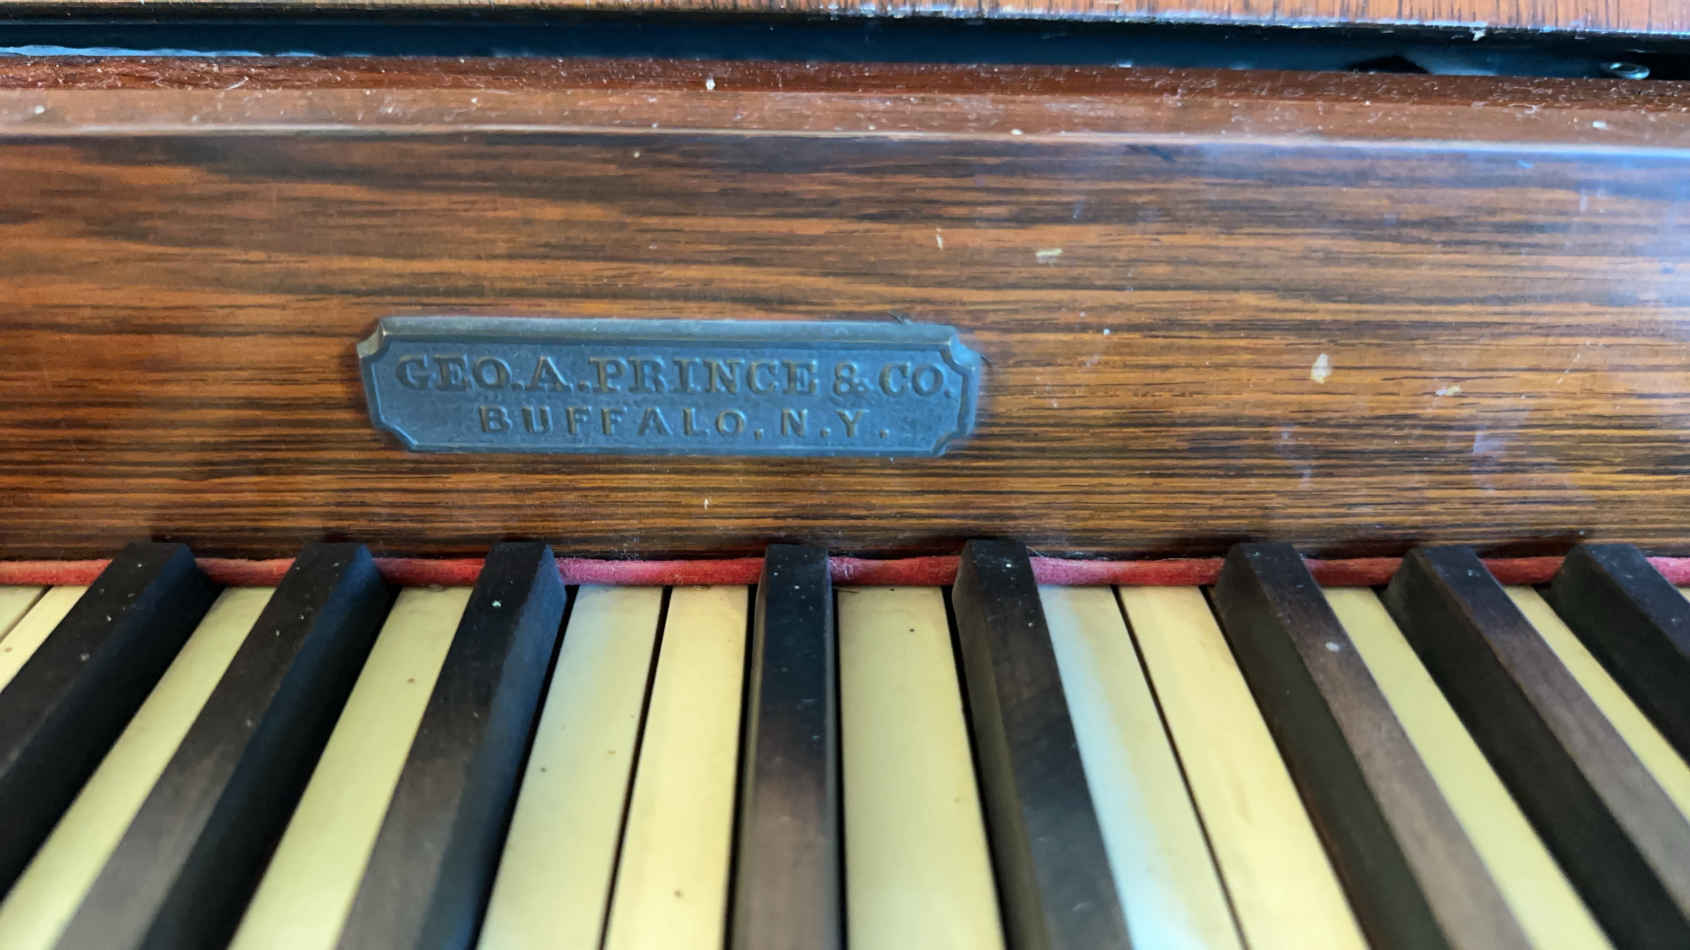 GEO.A.PRINCE & CO.
BUFFALO, N.Y.